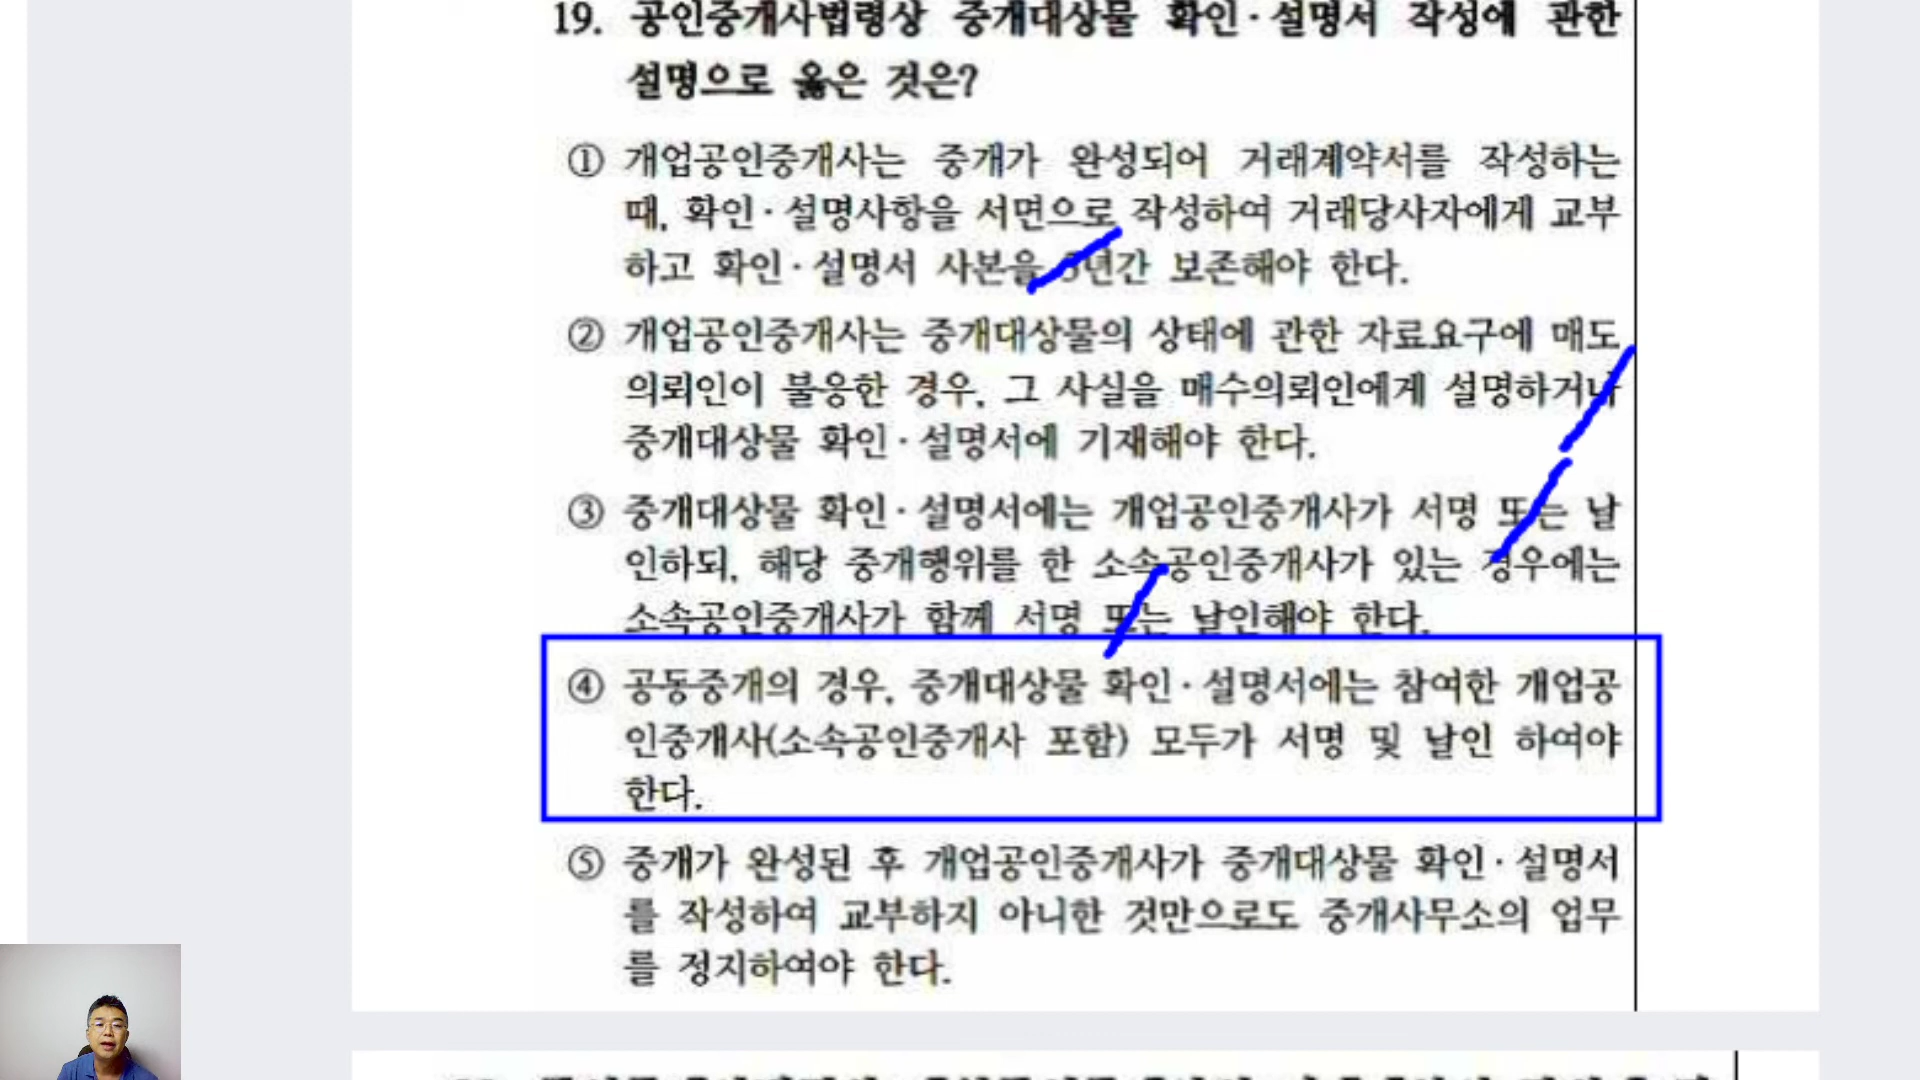 19. 공인중개사법령상 중개대상물 확인·설명서 작성에 관한
설명으로 옳은 것은?
① 개업공인중개사는 중개가 완성되어 거래계약서를 작성하는
때, 확인·설명사항을 서면으로 작성하여 거래당사자에게 교부
하고 확인·설명서 사본을 5년간 보존해야 한다.
② 개업공인중개사는 중개대상물의 상태에 관한 자료요구에 매도
의뢰인이 불응한 경우, 그 사실을 매수의뢰인에게 설명하거나
중개대상물 확인·설명서에 기재해야 한다.
③ 중개대상물 확인·설명서에는 개업공인중개사가 서명 또는 날
인하되, 해당 중개행위를 한 소속공인중개사가 있는 경우에는
소속공인중개사가 함께 서명 또는 날인해야 한다.
④ 공동중개의 경우, 중개대상물 확인·설명서에는 참여한 개업공
인중개사(소속공인중개사 포함) 모두가 서명 및 날인 하여야
한다.
⑤ 중개가 완성된 후 개업공인중개사가 중개대상물 확인·설명서
를 작성하여 교부하지 아니한 것만으로도 중개사무소의 업무
를 정지하여야 한다.